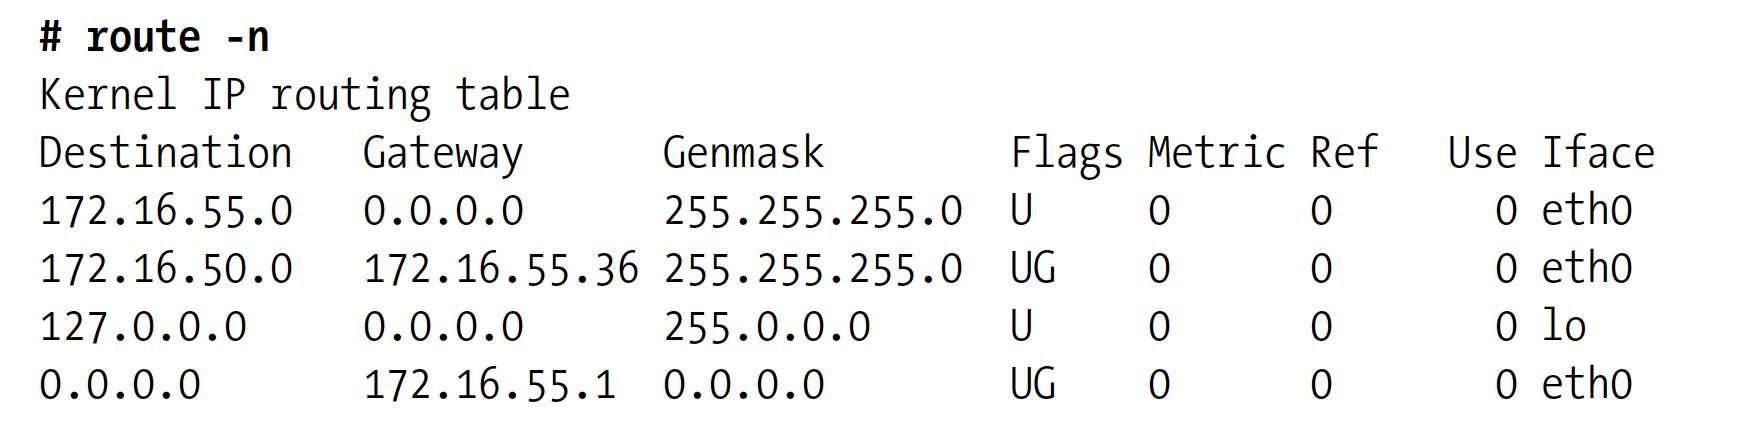 # route -n
Kernel IP routing table
Destination   Gateway      Genmask        Flags Metric Ref   Use Iface
172.16.55.0   0.0.0.0      255.255.255.0  U     0      0       0 eth0
172.16.50.0   172.16.55.36 255.255.255.0  UG    0      0       0 eth0
127.0.0.0     0.0.0.0      255.0.0.0      U     0      0       0 lo
0.0.0.0       172.16.55.1  0.0.0.0        UG    0      0       0 eth0